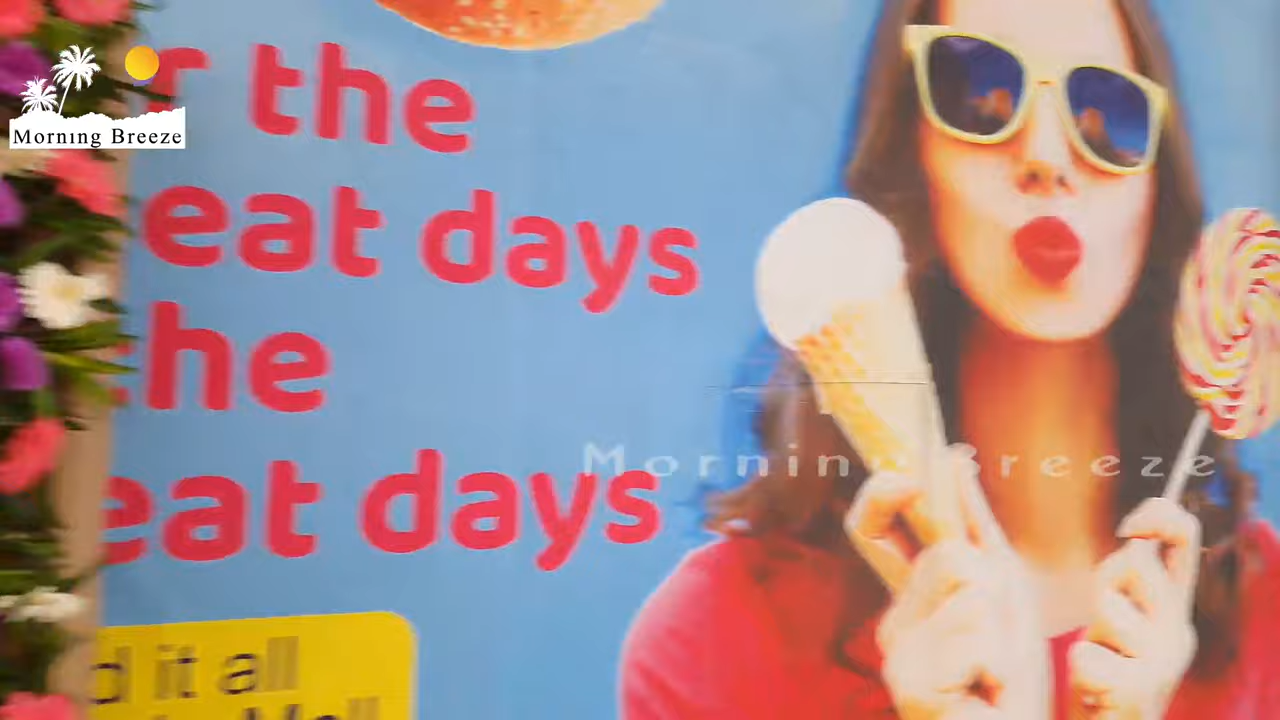 r the
eat days
he
eat days
d it all
Morning Breeze
Morning Breeze